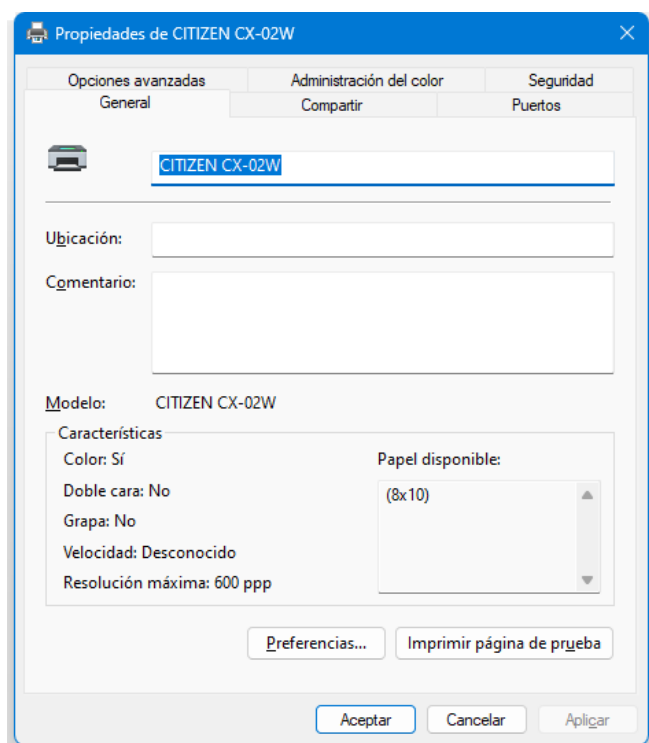 Propiedades de CITIZEN CX-02W
Opciones avanzadas Administración del color Seguridad
General Compartir Puertos
CITIZEN CX-02W
Ubicación:
Comentario:
Modelo: CITIZEN CX-02W
Características
Color: Sí Papel disponible:
Doble cara: No (8x10)
Grapa: No
Velocidad: Desconocido
Resolución máxima: 600 ppp
Preferencias... Imprimir página de prueba
Aceptar Cancelar Aplicar